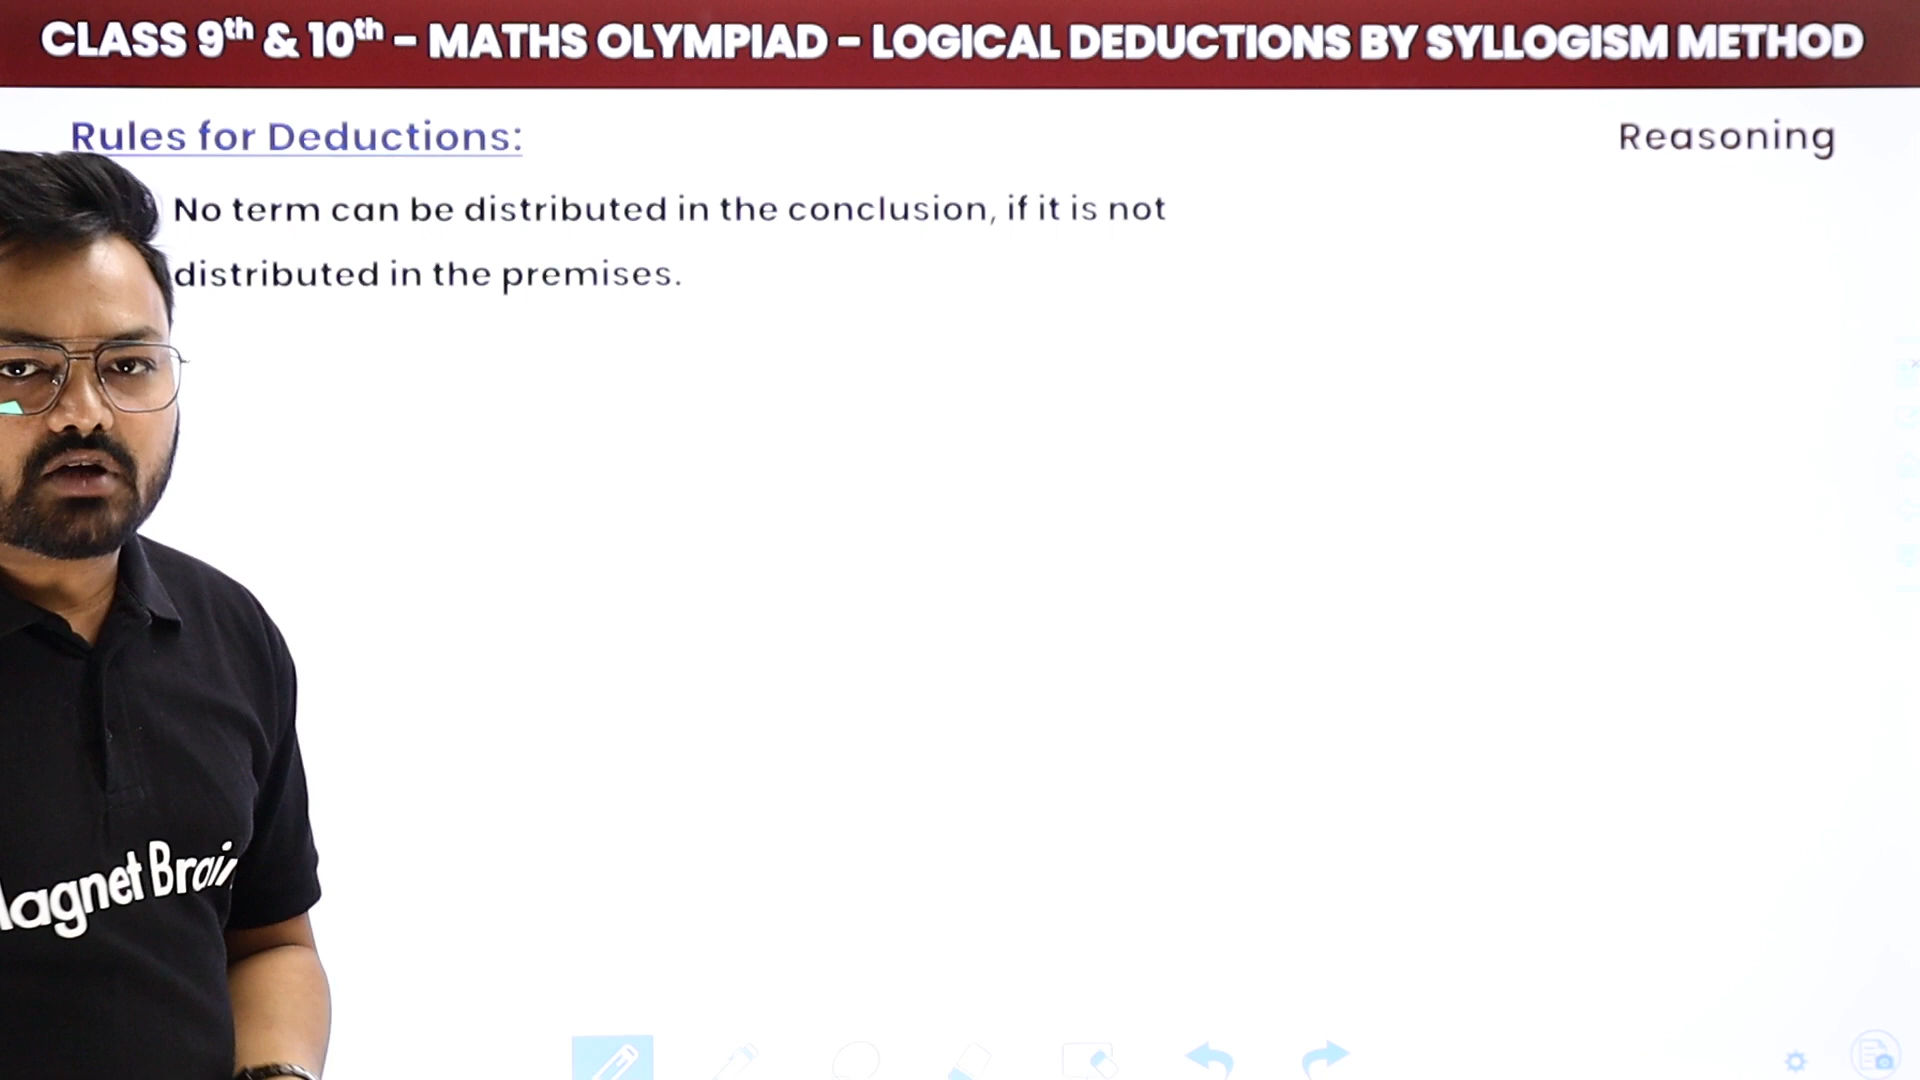 CLASS 9th & 10th - MATHS OLYMPIAD - LOGICAL DEDUCTIONS BY SYLLOGISM METHOD
Rules for Deductions:
Reasoning
No term can be distributed in the conclusion, if it is not
distributed in the premises.
agnet Brain